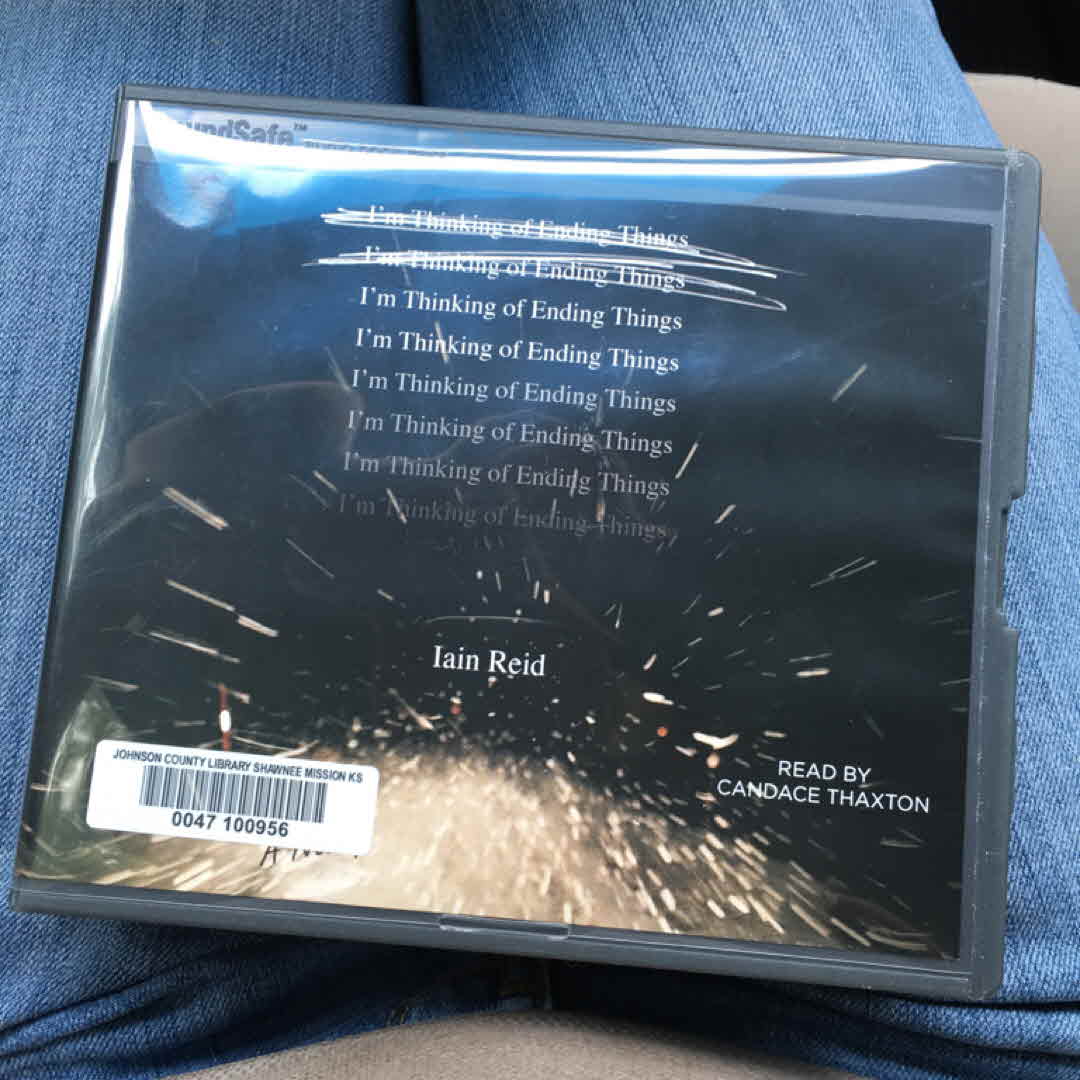 I'm Thinking of Ending Things
I'm Thinking of Ending Things
I'm Thinking of Ending Things
I'm Thinking of Ending Things
I'm Thinking of Ending Things
I'm Thinking of Ending Things
I'm Thinking of Ending Things
I'm Thinking of Ending Things
Iain Reid
READ BY
CANDACE THAXTON
JOHNSON COUNTY LIBRARY SHAWNEE MISSION KS
0047 100956